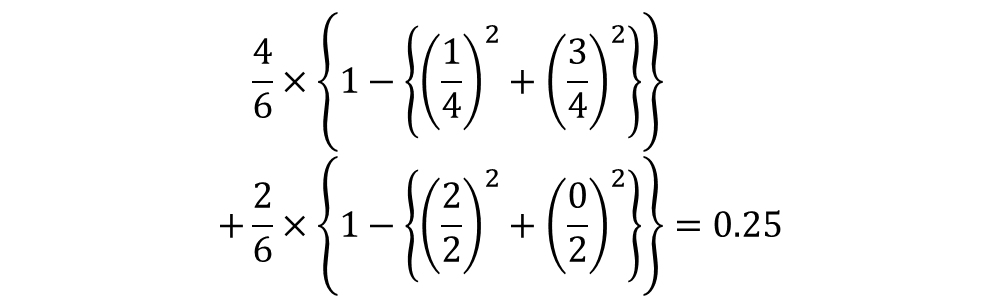 4/6 × {1 − {(1/4)² + (3/4)²}}
+ 2/6 × {1 − {(2/2)² + (0/2)²}} = 0.25